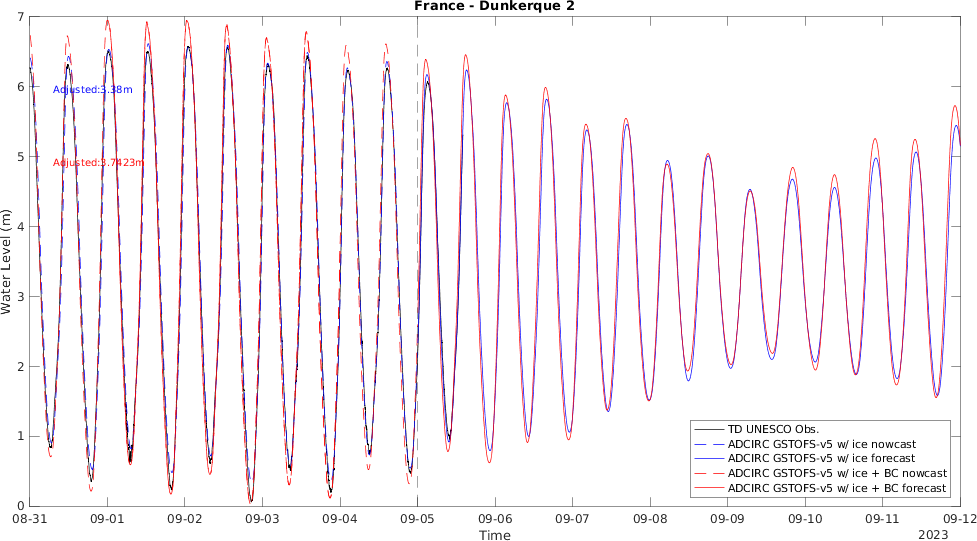 France - Dunkerque 2
7
6
5
4
3
2
1
0
Water Level (m)
Adjusted:3.38m
Adjusted:3.7423m
TD UNESCO Obs.
ADCIRC GSTOFS-v5 w/ ice nowcast
ADCIRC GSTOFS-v5 w/ ice forecast
ADCIRC GSTOFS-v5 w/ ice + BC nowcast
ADCIRC GSTOFS-v5 w/ ice + BC forecast
08-31 09-01 09-02 09-03 09-04 09-05 09-06 09-07 09-08 09-09 09-10 09-11 09-12
Time
2023